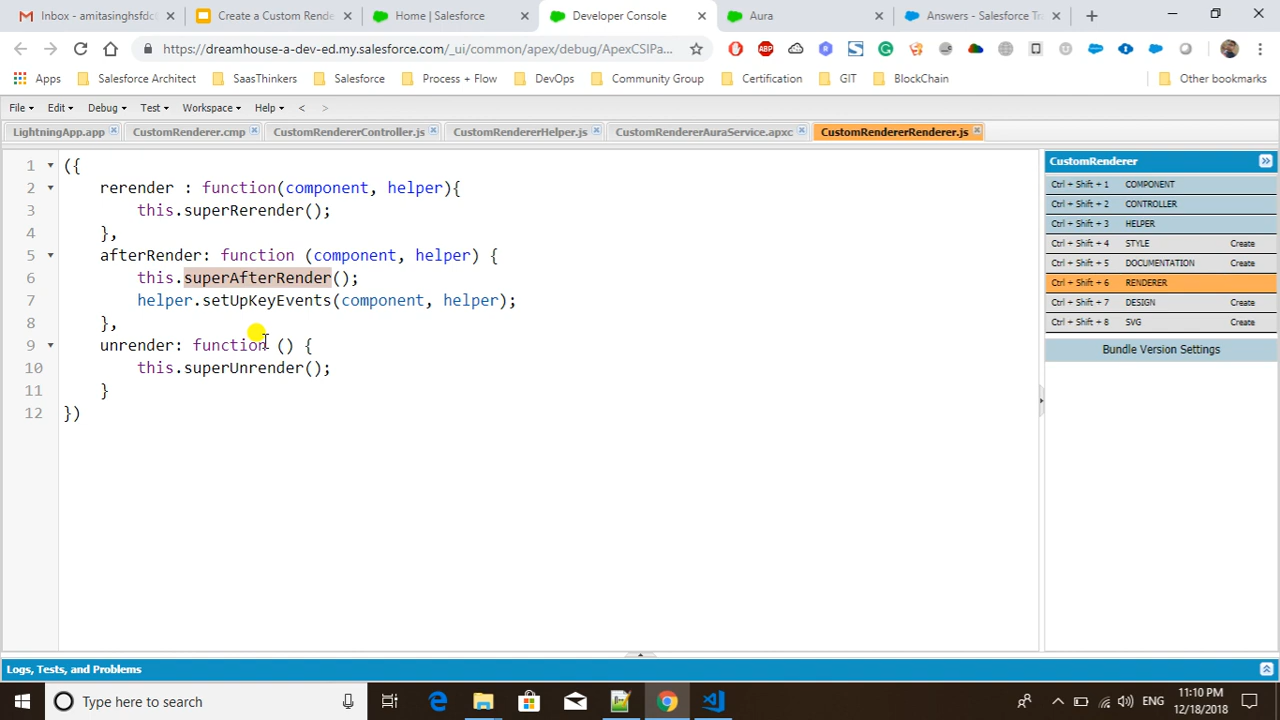 Inbox - amitasinghsfdc
Create a Custom Rende
Home | Salesforce
Developer Console
Aura
Answers - Salesforce Tra
https://dreamhouse-a-dev-ed.my.salesforce.com/_ui/common/apex/debug/ApexCSIPa...
Apps
Salesforce Architect
SaasThinkers
Salesforce
Process + Flow
DevOps
Community Group
Certification
GIT
BlockChain
Other bookmarks
File
Edit
Debug
Test
Workspace
Help
<
>
LightningApp.app
CustomRenderer.cmp
CustomRendererController.js
CustomRendererHelper.js
CustomRendererAuraService.apxc
CustomRendererRenderer.js
1 ({
2 rerender : function(component, helper){
3 this.superRerender();
4 },
5 afterRender: function (component, helper) {
6 this.superAfterRender();
7 helper.setUpKeyEvents(component, helper);
8 },
9 unrender: function () {
10 this.superUnrender();
11 }
12 })
CustomRenderer
Ctrl + Shift + 1 COMPONENT
Ctrl + Shift + 2 CONTROLLER
Ctrl + Shift + 3 HELPER
Ctrl + Shift + 4 STYLE Create
Ctrl + Shift + 5 DOCUMENTATION Create
Ctrl + Shift + 6 RENDERER
Ctrl + Shift + 7 DESIGN Create
Ctrl + Shift + 8 SVG Create
Bundle Version Settings
Logs, Tests, and Problems
Type here to search
ENG
11:10 PM
12/18/2018